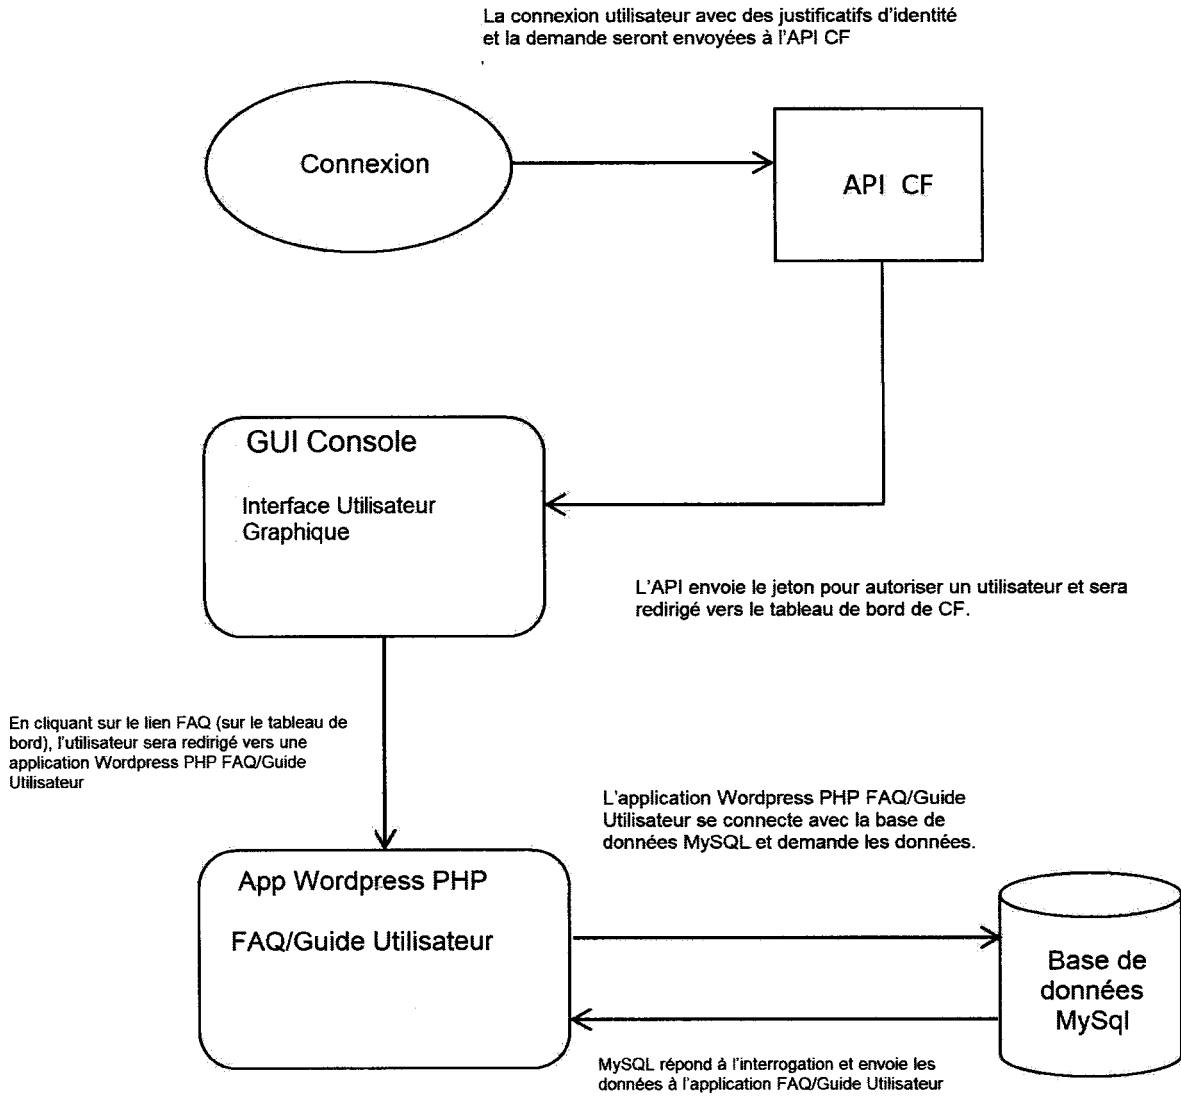 La connexion utilisateur avec des justificatifs d'identité
et la demande seront envoyées à l'API CF
Connexion
API CF
GUI Console
Interface Utilisateur
Graphique
L'API envoie le jeton pour autoriser un utilisateur et sera
redirigé vers le tableau de bord de CF.
En cliquant sur le lien FAQ (sur le tableau de
bord), l'utilisateur sera redirigé vers une
application Wordpress PHP FAQ/Guide
Utilisateur
L'application Wordpress PHP FAQ/Guide
Utilisateur se connecte avec la base de
données MySQL et demande les données.
App Wordpress PHP
FAQ/Guide Utilisateur
Base de
données
MySql
MySQL répond à l'interrogation et envoie les
données à l'application FAQ/Guide Utilisateur